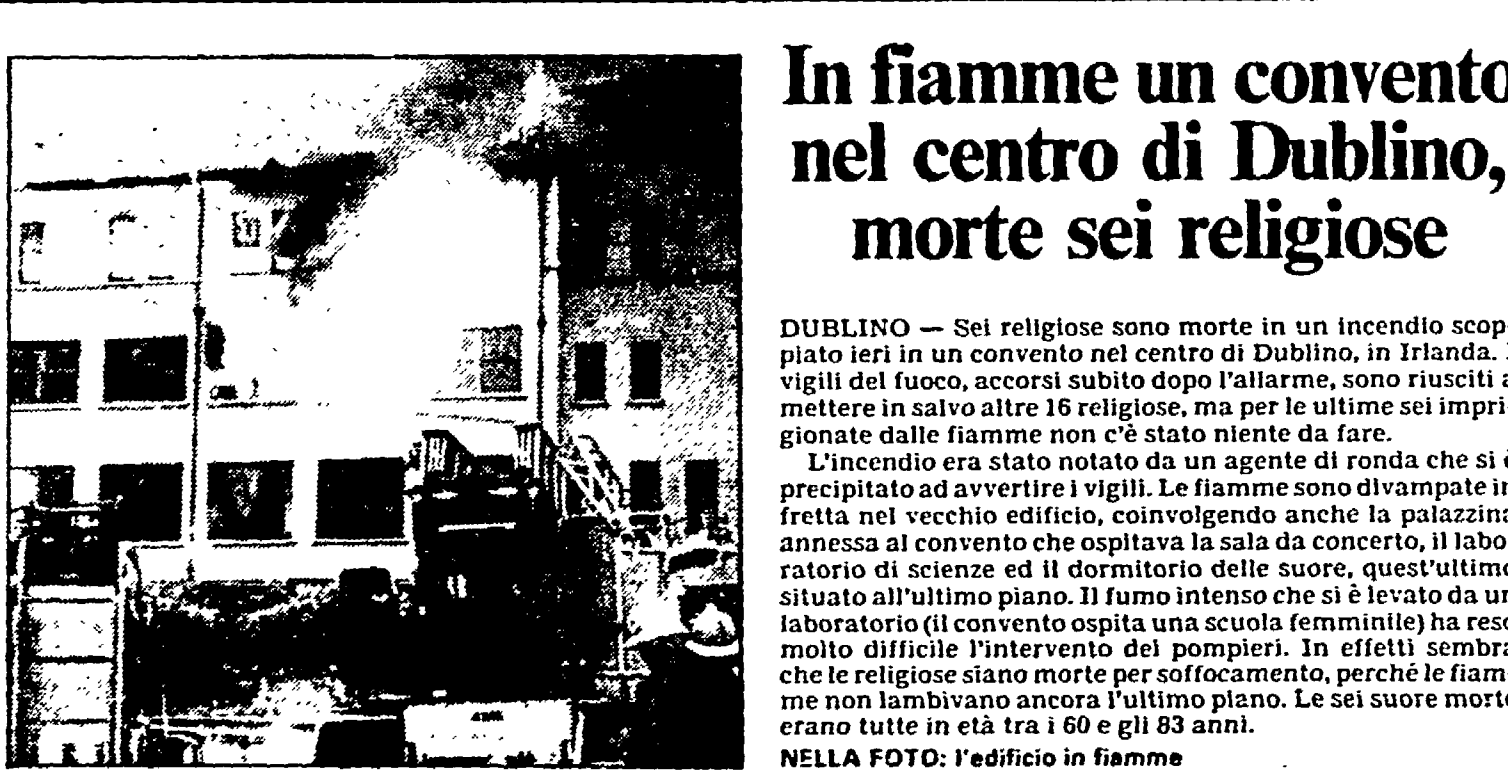 In fiamme un convento
nel centro di Dublino,
morte sei religiose
DUBLINO — Sei religiose sono morte in un incendio scop-
piato ieri in un convento nel centro di Dublino, in Irlanda. I
vigili del fuoco, accorsi subito dopo l'allarme, sono riusciti a
mettere in salvo altre 16 religiose, ma per le ultime sei impri-
gionate dalle fiamme non c'è stato niente da fare.
L'incendio era stato notato da un agente di ronda che si è
precipitato ad avvertire i vigili. Le fiamme sono divampate in
fretta nel vecchio edificio, coinvolgendo anche la palazzina
annessa al convento che ospitava la sala da concerto, il labo-
ratorio di scienze ed il dormitorio delle suore, quest'ultimo
situato all'ultimo piano. Il fumo intenso che si è levato da un
laboratorio (il convento ospita una scuola femminile) ha reso
molto difficile l'intervento dei pompieri. In effetti sembra
che le religiose siano morte per soffocamento, perché le fiam-
me non lambivano ancora l'ultimo piano. Le sei suore morte
erano tutte in età tra i 60 e gli 83 anni.
NELLA FOTO: l'edificio in fiamme